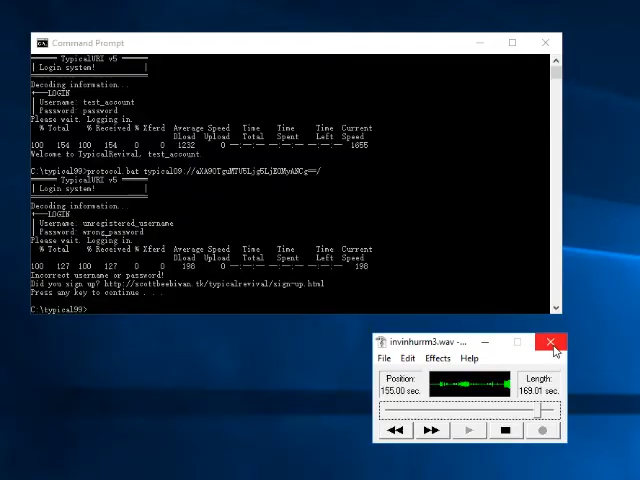 Command Prompt
TypicalURI v5
| Login system! |
Decoding information...
<---LOGIN
| Username: test_account
| Password: password
Please wait. Logging in.
% Total % Received % Xferd Average Speed Time Time Time Current
Dload Upload Total Spent Left Speed
100 154 100 154 0 0 1232 0 --:--:-- --:--:-- --:--:-- 1655
Welcome to TypicalRevival, test_account.
TypicalURI v5
| Login system! |
Decoding information...
<---LOGIN
| Username: unregistered_username
| Password: wrong_password
Please wait. Logging in.
% Total % Received % Xferd Average Speed Time Time Time Current
Dload Upload Total Spent Left Speed
100 127 100 127 0 0 198 0 --:--:-- --:--:-- --:--:-- 198
Incorrect username or password!
Did you sign up? http://scottbeebiwan.tk/typicalrevival/sign-up.html
Press any key to continue . . .
C:\typical99>
invinhurrm3.wav -...
File Edit Effects Help
Position: Length:
155.00 sec. 169.01 sec.